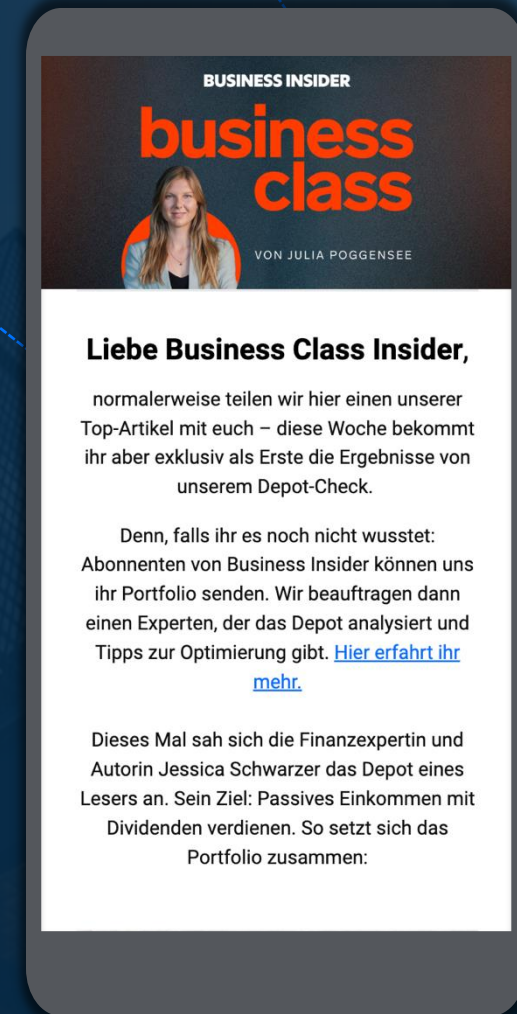 BUSINESS INSIDER
business
class
VON JULIA POGGENSEE
Liebe Business Class Insider,
normalerweise teilen wir hier einen unserer
Top-Artikel mit euch – diese Woche bekommt
ihr aber exklusiv als Erste die Ergebnisse von
unserem Depot-Check.
Denn, falls ihr es noch nicht wusstet:
Abonnenten von Business Insider können uns
ihr Portfolio senden. Wir beauftragen dann
einen Experten, der das Depot analysiert und
Tipps zur Optimierung gibt. Hier erfahrt ihr
mehr.
Dieses Mal sah sich die Finanzexpertin und
Autorin Jessica Schwarzer das Depot eines
Lesers an. Sein Ziel: Passives Einkommen mit
Dividenden verdienen. So setzt sich das
Portfolio zusammen: